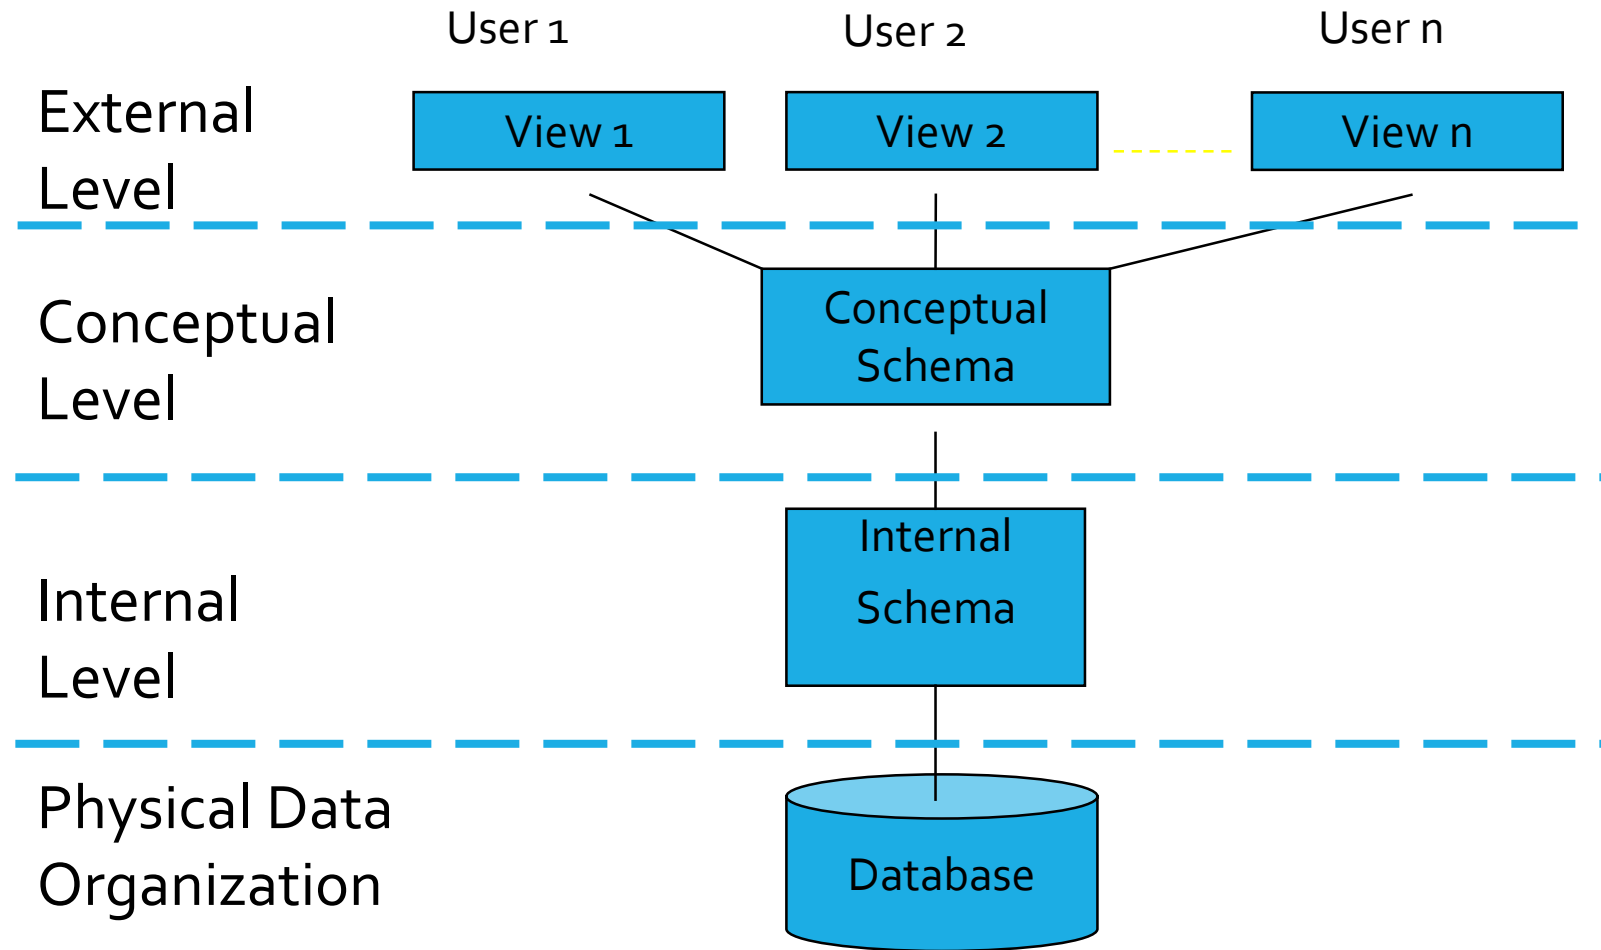 User 1
User 2
User n
External
Level
View 1
View 2
View n
Conceptual
Level
Conceptual
Schema
Internal
Level
Internal
Schema
Physical Data
Organization
Database